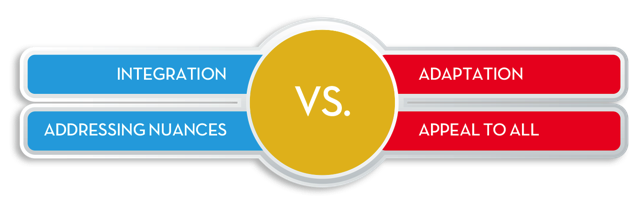 INTEGRATION
ADDRESSING NUANCES
VS.
ADAPTATION
APPEAL TO ALL